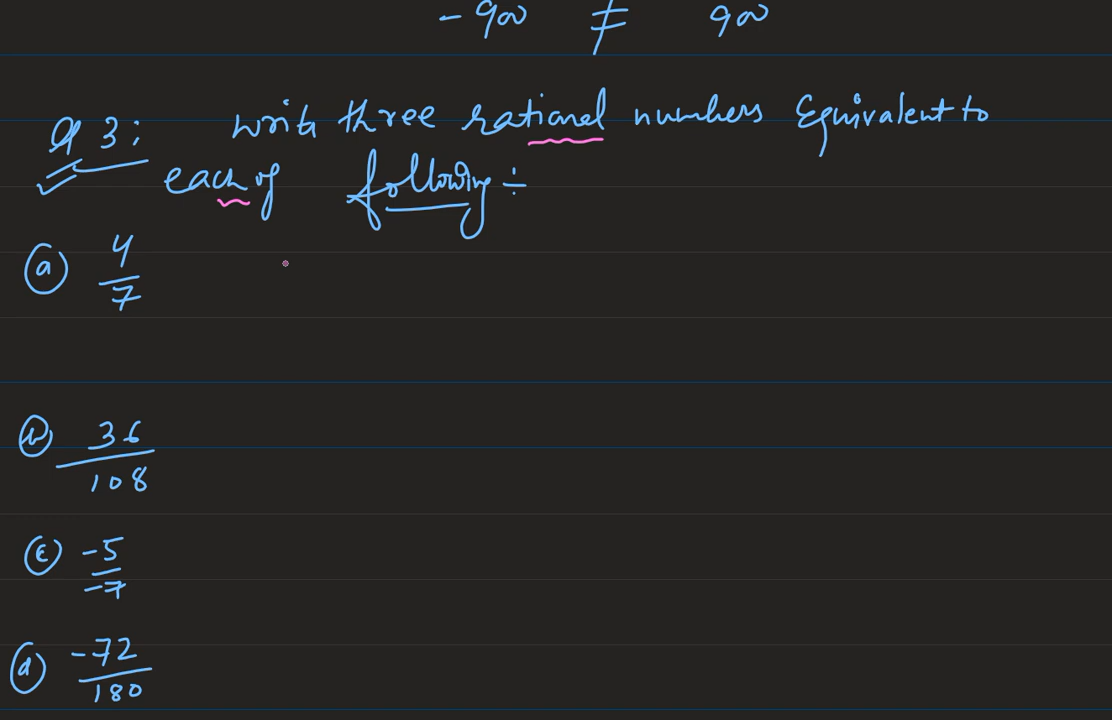 - 900 ≠ 900
Q 3: Write three rational numbers Equivalent to
each of following ÷
(a) 4/7
(b) 36/108
(c) -5/-7
(d) -72/180